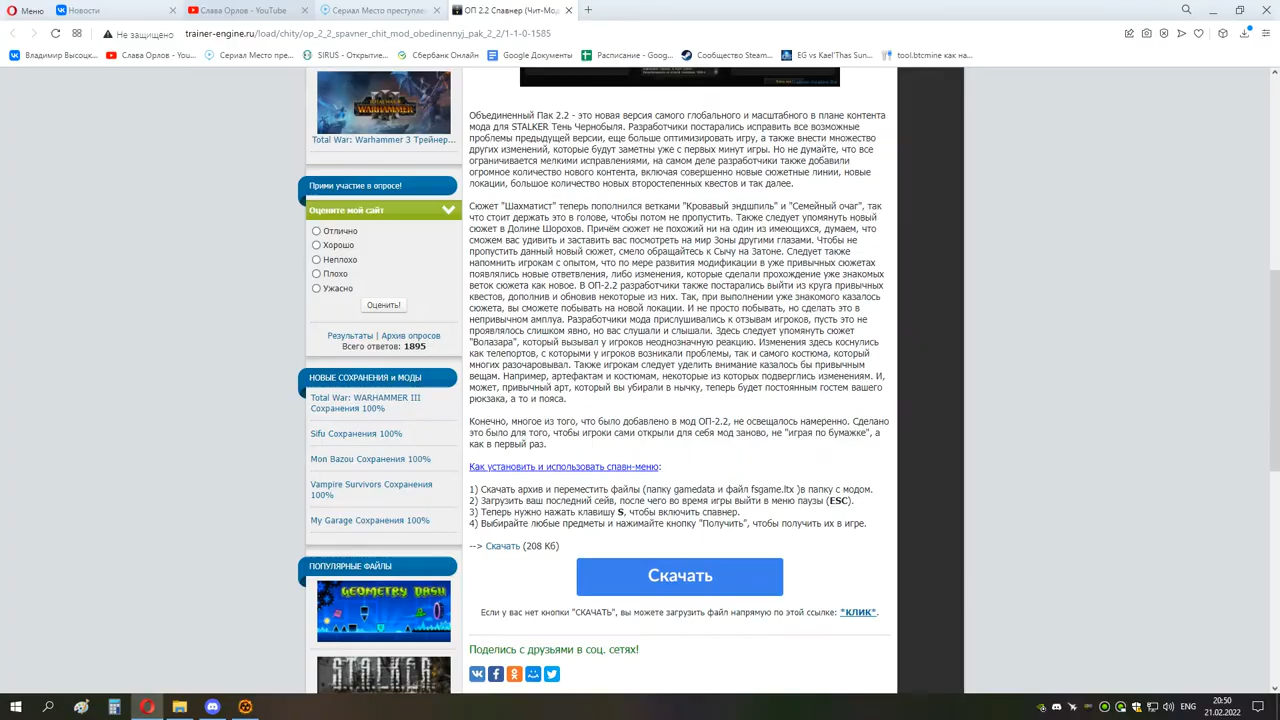 Меню
Новости
Слава Орлов - YouTube
Сериал Место преступлен
ОП 2.2 Спавнер (Чит-Мод
Не защищено
trainer-engine.ru/load/chity/op_2_2_spavner_chit_mod_obedinennyj_pak_2_2/1-1-0-1585
Владимир Высоцк...
Слава Орлов - You...
Сериал Место пре...
SIRUS - Открытие...
Сбербанк Онлайн
Google Документы
Расписание - Goog...
Сообщество Steam...
EG vs Kael'Thas Sun...
tool.btcmine как на...
TOTAL WAR
WARHAMMER
Total War: Warhammer 3 Трейнер...
Прими участие в опросе!
Оцените мой сайт
Отлично
Хорошо
Неплохо
Плохо
Ужасно
Оценить!
Результаты | Архив опросов
Всего ответов: 1895
НОВЫЕ СОХРАНЕНИЯ и МОДЫ
Total War: WARHAMMER III
Сохранения 100%
Sifu Сохранения 100%
Mon Bazou Сохранения 100%
Vampire Survivors Сохранения
100%
My Garage Сохранения 100%
ПОПУЛЯРНЫЕ ФАЙЛЫ
GEOMETRY DASH
STALKER
Объединенный Пак 2.2 - это новая версия самого глобального и масштабного в плане контента
мода для STALKER Тень Чернобыля. Разработчики постарались исправить все возможные
проблемы предыдущей версии, еще больше оптимизировать игру, а также внести множество
других изменений, которые будут заметны уже с первых минут игры. Но не думайте, что все
ограничивается мелкими исправлениями, на самом деле разработчики также добавили
огромное количество нового контента, включая совершенно новые сюжетные линии, новые
локации, большое количество новых второстепенных квестов и так далее.
Сюжет "Шахматист" теперь пополнился ветками "Кровавый эндшпиль" и "Семейный очаг", так
что стоит держать это в голове, чтобы потом не пропустить. Также следует упомянуть новый
сюжет в Долине Шорохов. Причём сюжет не похожий ни на один из имеющихся, думаем, что
сможем вас удивить и заставить вас посмотреть на мир Зоны другими глазами. Чтобы не
пропустить данный новый сюжет, смело обращайтесь к Сычу на Затоне. Следует также
напомнить игрокам с опытом, что по мере развития модификации в уже привычных сюжетах
появлялись новые ответвления, либо изменения, которые сделали прохождение уже знакомых
веток сюжета как новое. В ОП-2.2 разработчики также постарались выйти из круга привычных
квестов, дополнив и обновив некоторые из них. Так, при выполнении уже знакомого казалось
сюжета, вы сможете побывать на новой локации. И не просто побывать, но сделать это в
непривычном амплуа. Разработчики мода прислушивались к отзывам игроков, пусть это не
проявлялось слишком явно, но вас слушали и слышали. Здесь следует упомянуть сюжет
"Волазара", который вызывал у игроков неоднозначную реакцию. Изменения здесь коснулись
как телепортов, с которыми у игроков возникали проблемы, так и самого костюма, который
многих разочаровывал. Также игрокам следует уделить внимание казалось бы привычным
вещам. Например, артефактам и костюмам, некоторые из которых подверглись изменениям. И,
может, привычный арт, который вы убирали в нычку, теперь будет постоянным гостем вашего
рюкзака, а то и пояса.
Конечно, многое из того, что было добавлено в мод ОП-2.2, не освещалось намеренно. Сделано
это было для того, чтобы игроки сами открыли для себя мод заново, не "играя по бумажке", а
как в первый раз.
Как установить и использовать спавн-меню:
1) Скачать архив и переместить файлы (папку gamedata и файл fsgame.ltx )в папку с модом.
2) Загрузить ваш последний сейв, после чего во время игры выйти в меню паузы (ESC).
3) Теперь нужно нажать клавишу S, чтобы включить спавнер.
4) Выбирайте любые предметы и нажимайте кнопку "Получить", чтобы получить их в игре.
--> Скачать (208 Кб)
Скачать
Если у вас нет кнопки "СКАЧАТЬ", вы можете загрузить файл напрямую по этой ссылке: *КЛИК*.
Поделись с друзьями в соц. сетях!
ENG
20:50
21.02.2022